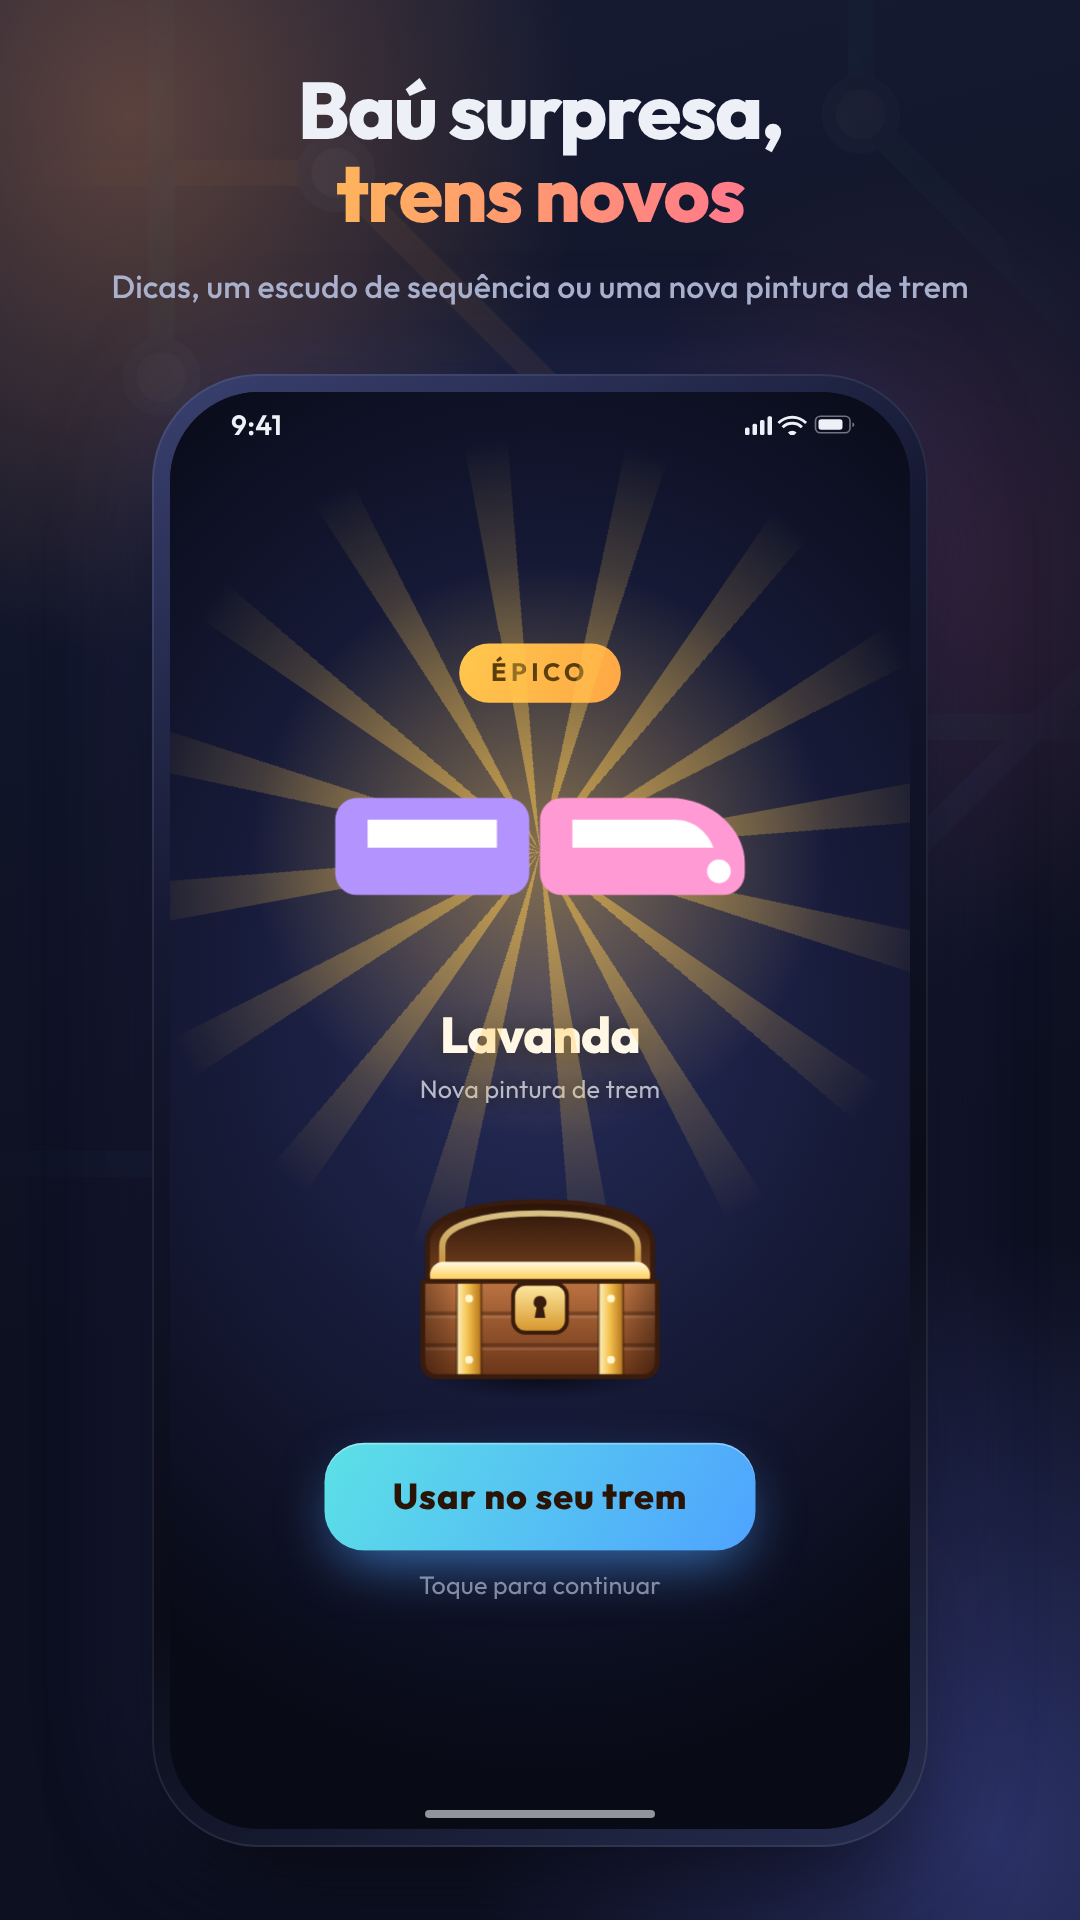 Baú surpresa,
trens novos
Dicas, um escudo de sequência ou uma nova pintura de trem
9:41
ÉPICO
Lavanda
Nova pintura de trem
Usar no seu trem
Toque para continuar